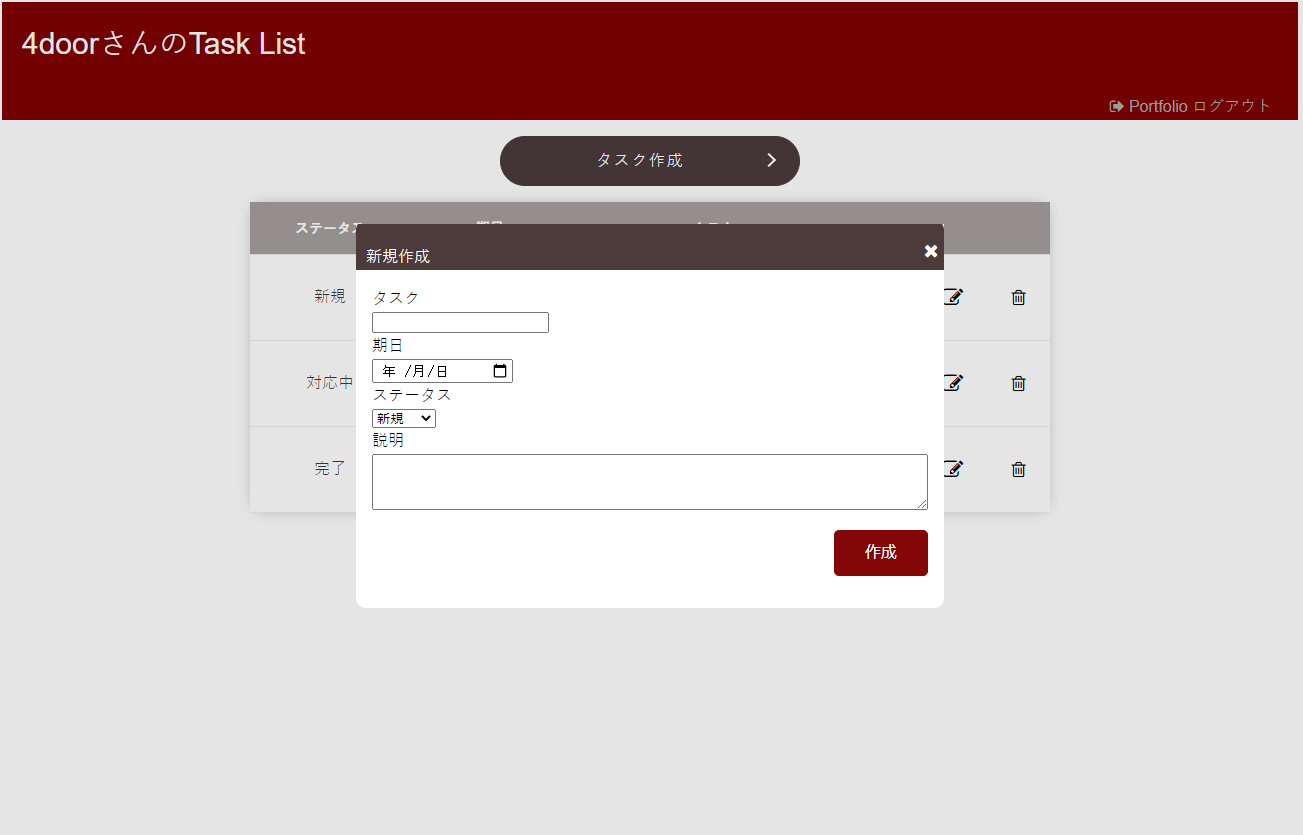 4doorさんのTask List
Portfolio ログアウト
タスク作成
ステータス
新規作成
タスク
期日
年 /月/日
ステータス
新規
説明
作成
新規
対応中
完了